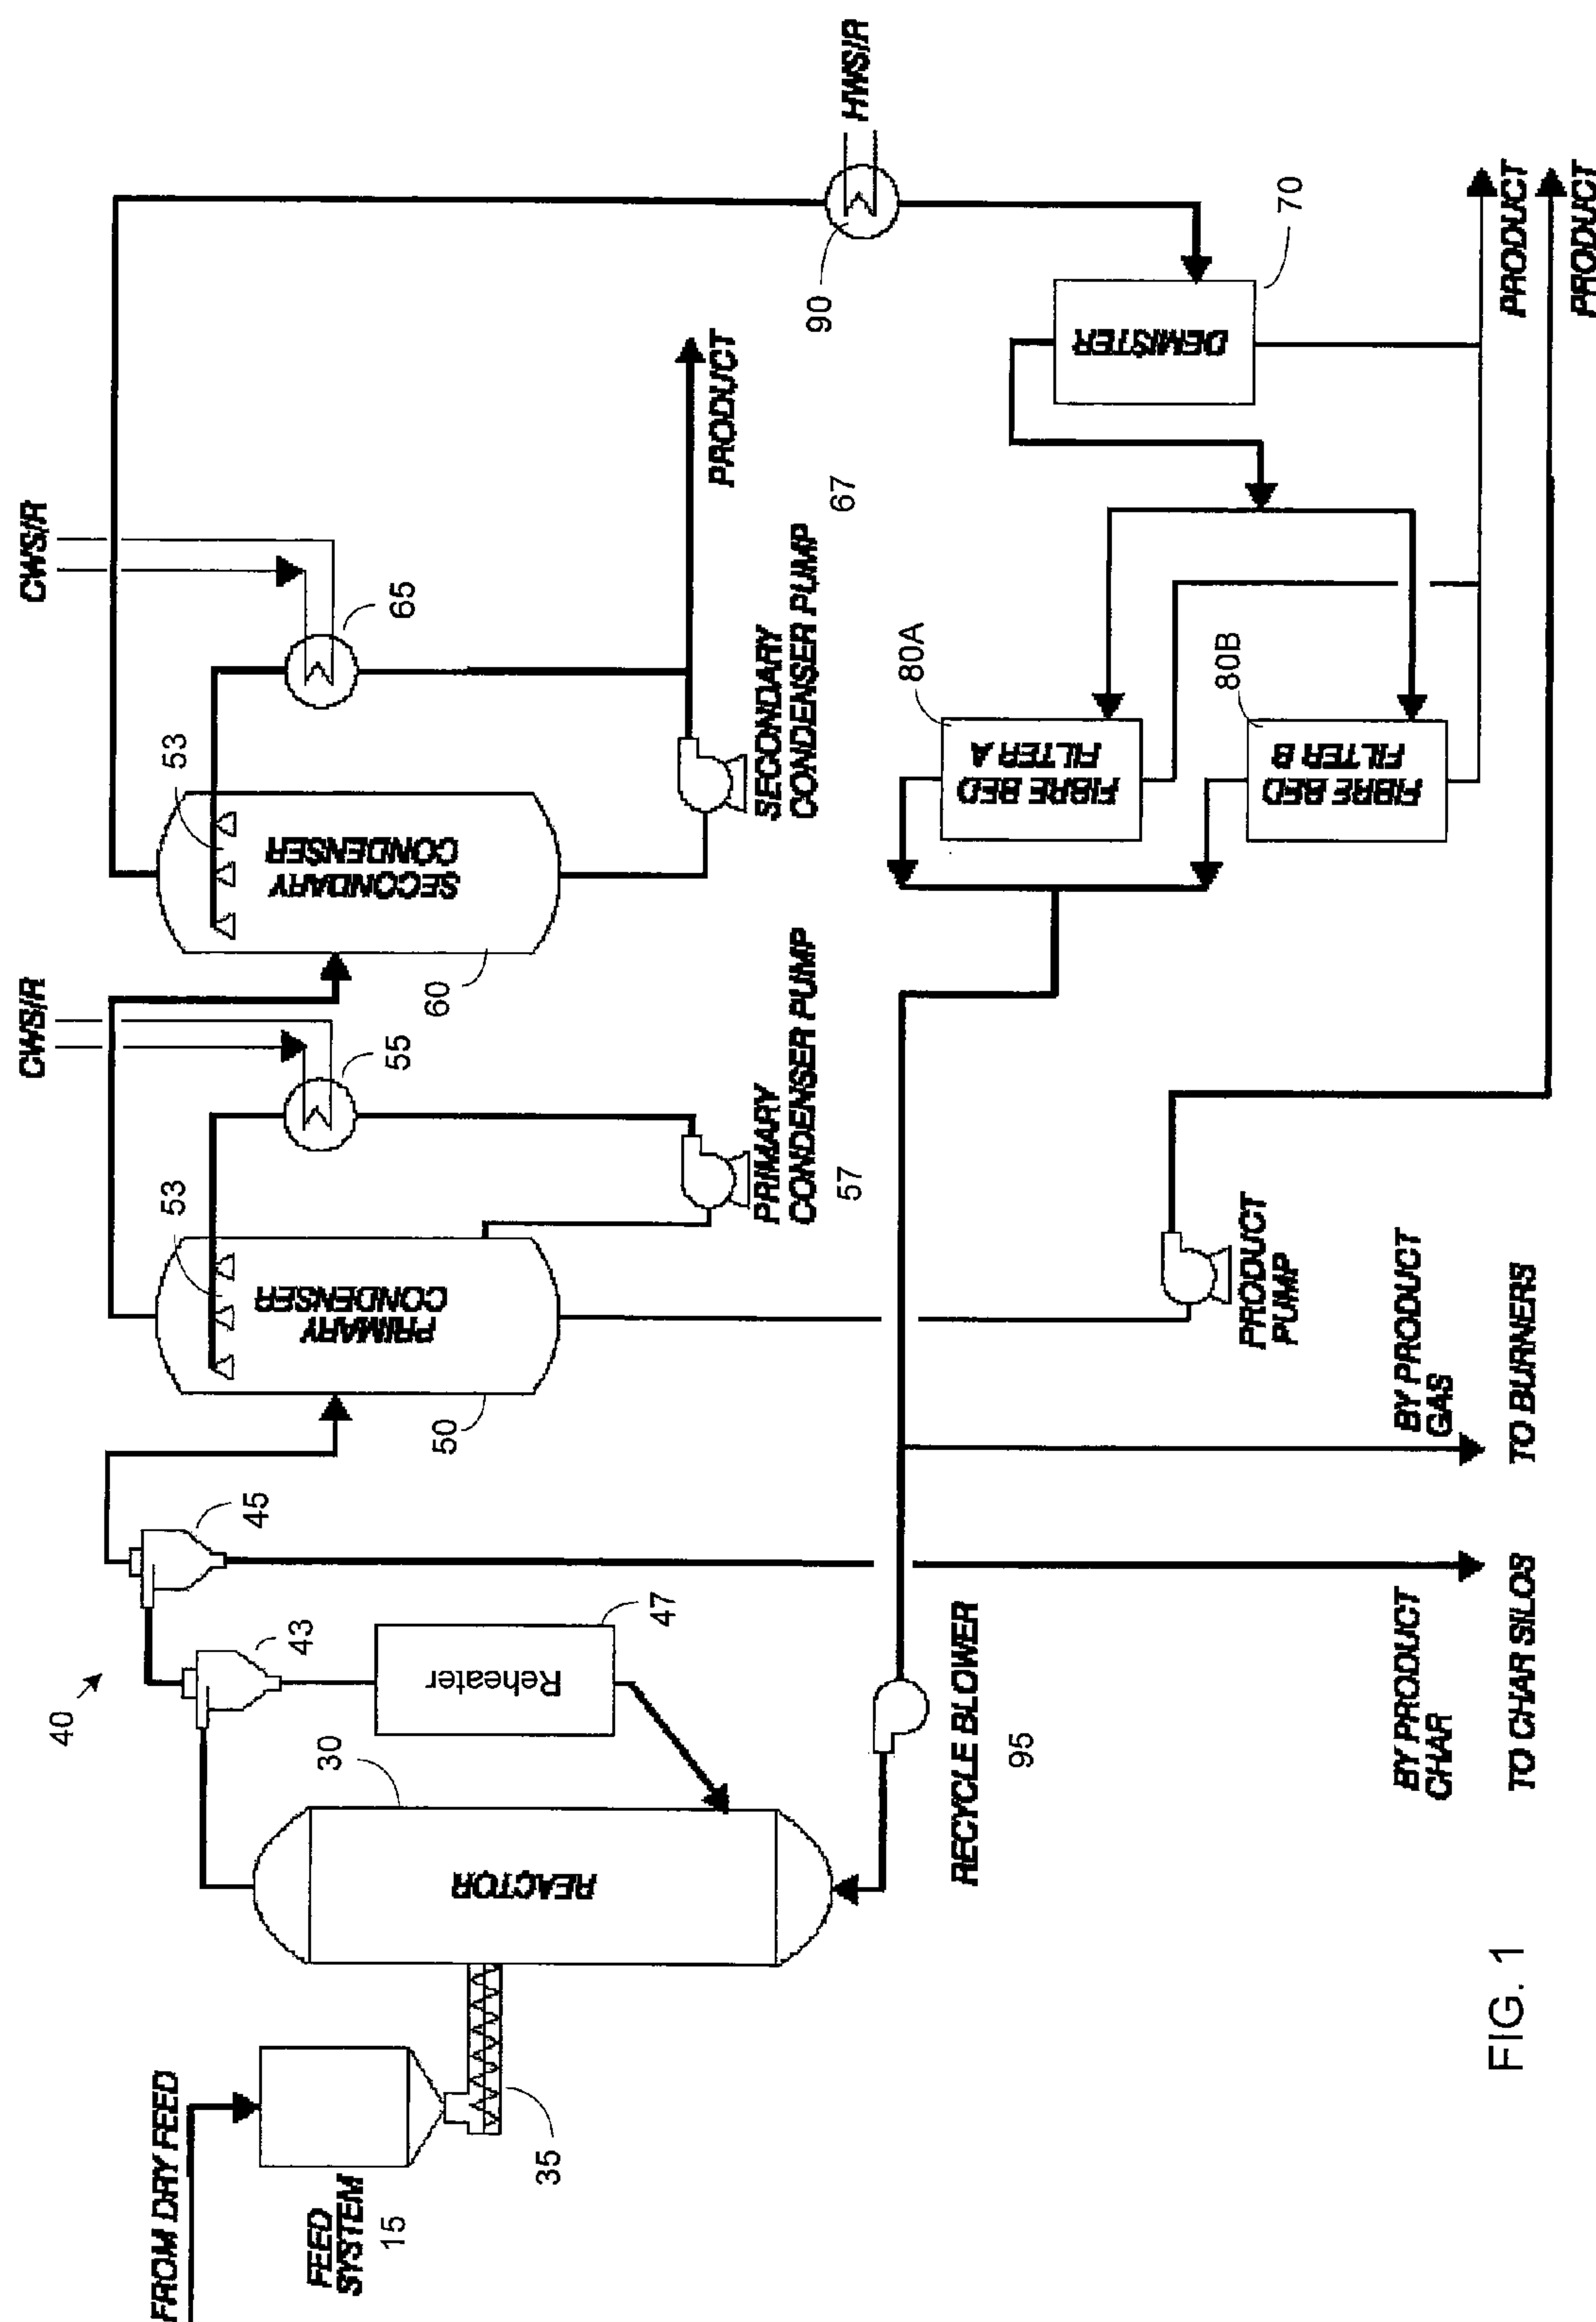 FROM DRY FEED
FEED
SYSTEM
15
35
REACTOR
30
40
43
Reheater
47
45
RECYCLE BLOWER
95
BY PRODUCT
CHAR
TO CHAR SILOS
BY PRODUCT
GAS
TO BURNERS
50
PRIMARY
CONDENSER
53
CWS/R
55
PRIMARY
CONDENSER PUMP
57
PRODUCT
PUMP
60
SECONDARY
CONDENSER
53
CWS/R
65
SECONDARY
CONDENSER PUMP
67
PRODUCT
FIBRE BED
FILTER A
80A
FIBRE BED
FILTER B
80B
DEMISTER
70
90
HWS/R
PRODUCT
PRODUCT
FIG. 1